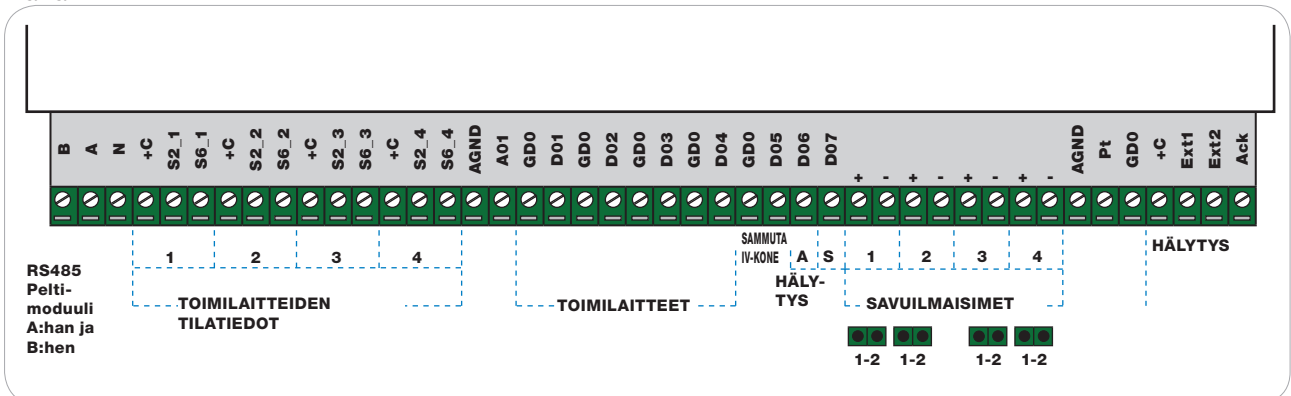 B A N +C S2_1 S6_1 +C S2_2 S6_2 +C S2_3 S6_3 +C S2_4 S6_4 AGND A01 GD0 D01 GD0 D02 GD0 D03 GD0 D04 GD0 D05 D06 D07 + - + - + - + - AGND Pt GD0 +C Ext1 Ext2 Ack
1 2 3 4
RS485
Pelti-
moduuli
A:han ja
B:hen
TOIMILAITTEIDEN
TILATIEDOT
TOIMILAITTEET
SAMMUTA
IV-KONE
A S
HÄLY-
TYS
1 2 3 4
SAVUILMAISIMET
1-2 1-2 1-2 1-2
HÄLYTYS